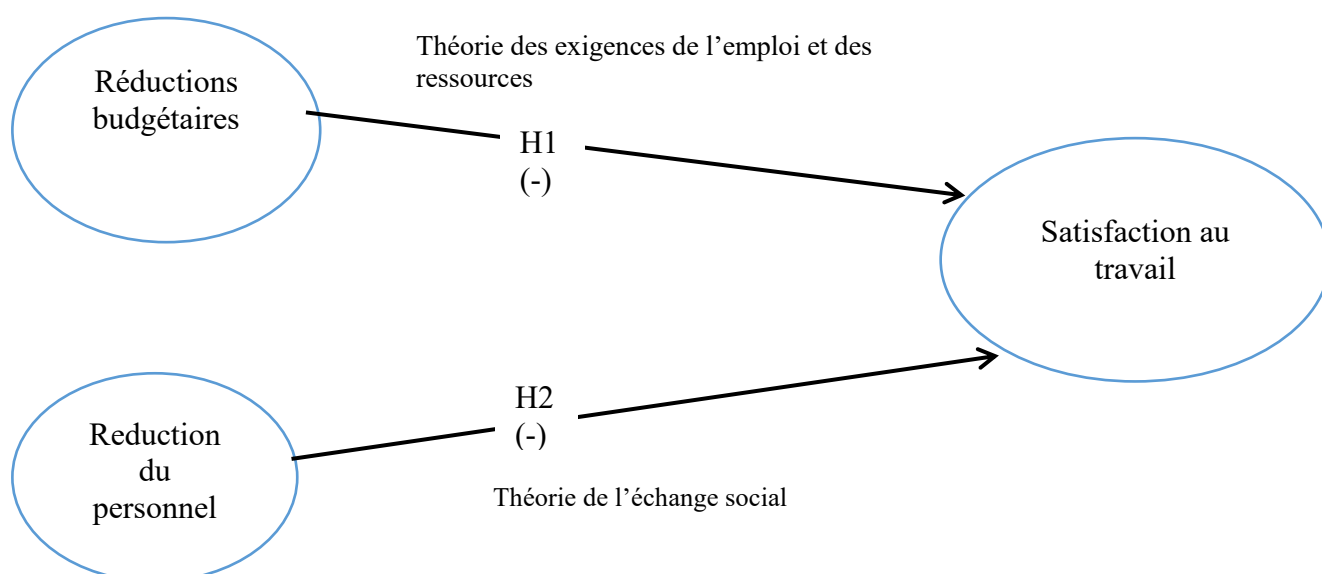 Réductions
budgétaires
Théorie des exigences de l’emploi et des
ressources
H1
(-)
Satisfaction au
travail
H2
(-)
Reduction
du
personnel
Théorie de l’échange social